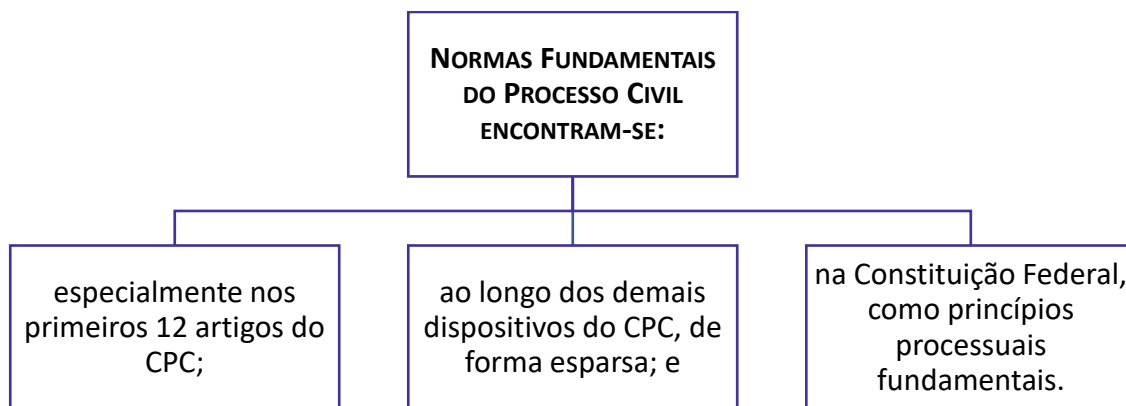 NORMAS FUNDAMENTAIS
DO PROCESSO CIVIL
ENCONTRAM-SE:
especialmente nos
primeiros 12 artigos do
CPC;
ao longo dos demais
dispositivos do CPC, de
forma esparsa; e
na Constituição Federal,
como princípios
processuais
fundamentais.